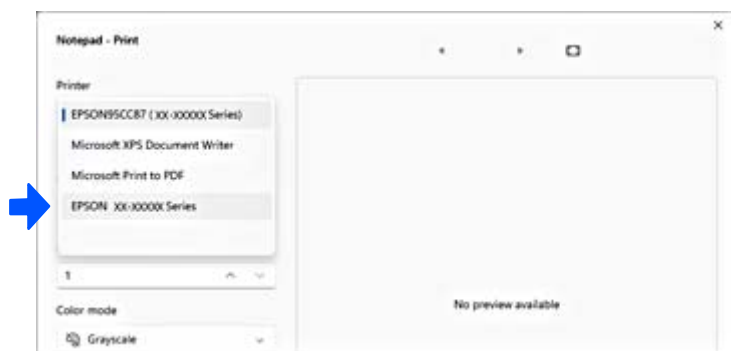 Notepad - Print
Printer
EPSON95CC87 ( XX-XXXXX Series)
Microsoft XPS Document Writer
Microsoft Print to PDF
EPSON XX-XXXXX Series
1
Color mode
Grayscale
No preview available